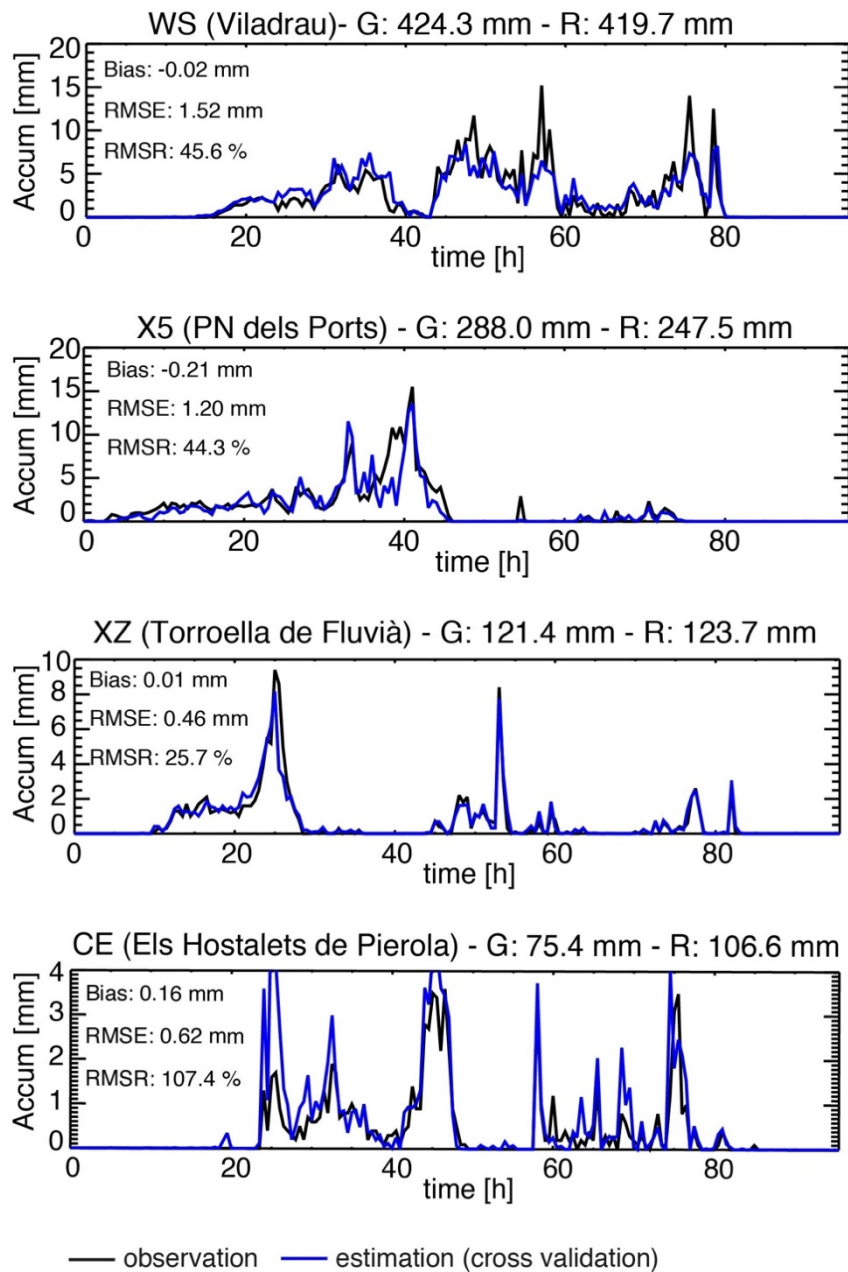 WS (Viladrau)- G: 424.3 mm - R: 419.7 mm
20
15
10
5
0
Accum [mm]
Bias: -0.02 mm
RMSE: 1.52 mm
RMSR: 45.6 %
0 20 40 60 80
time [h]
X5 (PN dels Ports) - G: 288.0 mm - R: 247.5 mm
20
15
10
5
0
Accum [mm]
Bias: -0.21 mm
RMSE: 1.20 mm
RMSR: 44.3 %
0 20 40 60 80
time [h]
XZ (Torroella de Fluvià) - G: 121.4 mm - R: 123.7 mm
10
8
6
4
2
0
Accum [mm]
Bias: 0.01 mm
RMSE: 0.46 mm
RMSR: 25.7 %
0 20 40 60 80
time [h]
CE (Els Hostalets de Pierola) - G: 75.4 mm - R: 106.6 mm
4
3
2
1
0
Accum [mm]
Bias: 0.16 mm
RMSE: 0.62 mm
RMSR: 107.4 %
0 20 40 60 80
time [h]
observation estimation (cross validation)